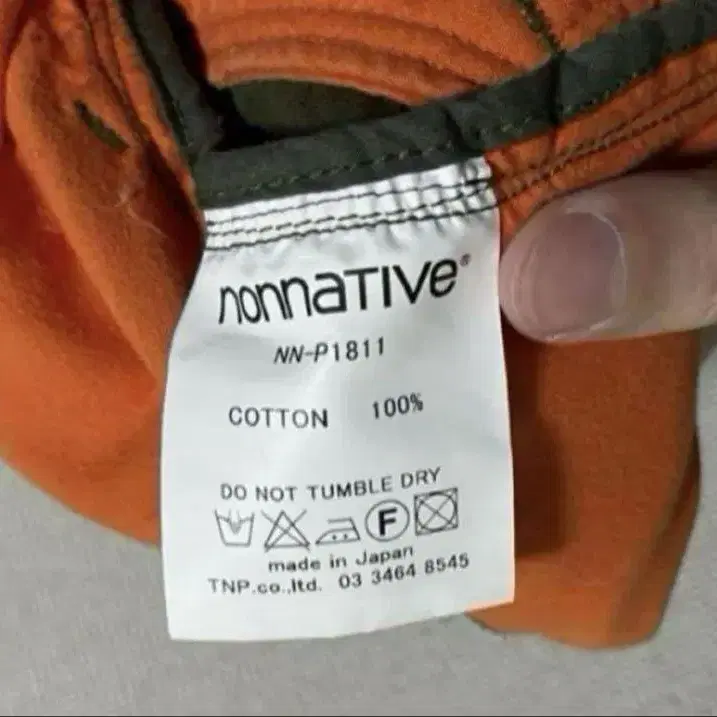 nonnative®
NN-P1811
COTTON 100%
DO NOT TUMBLE DRY
F
made in Japan
TNP.co.,ltd. 03 3464 8545